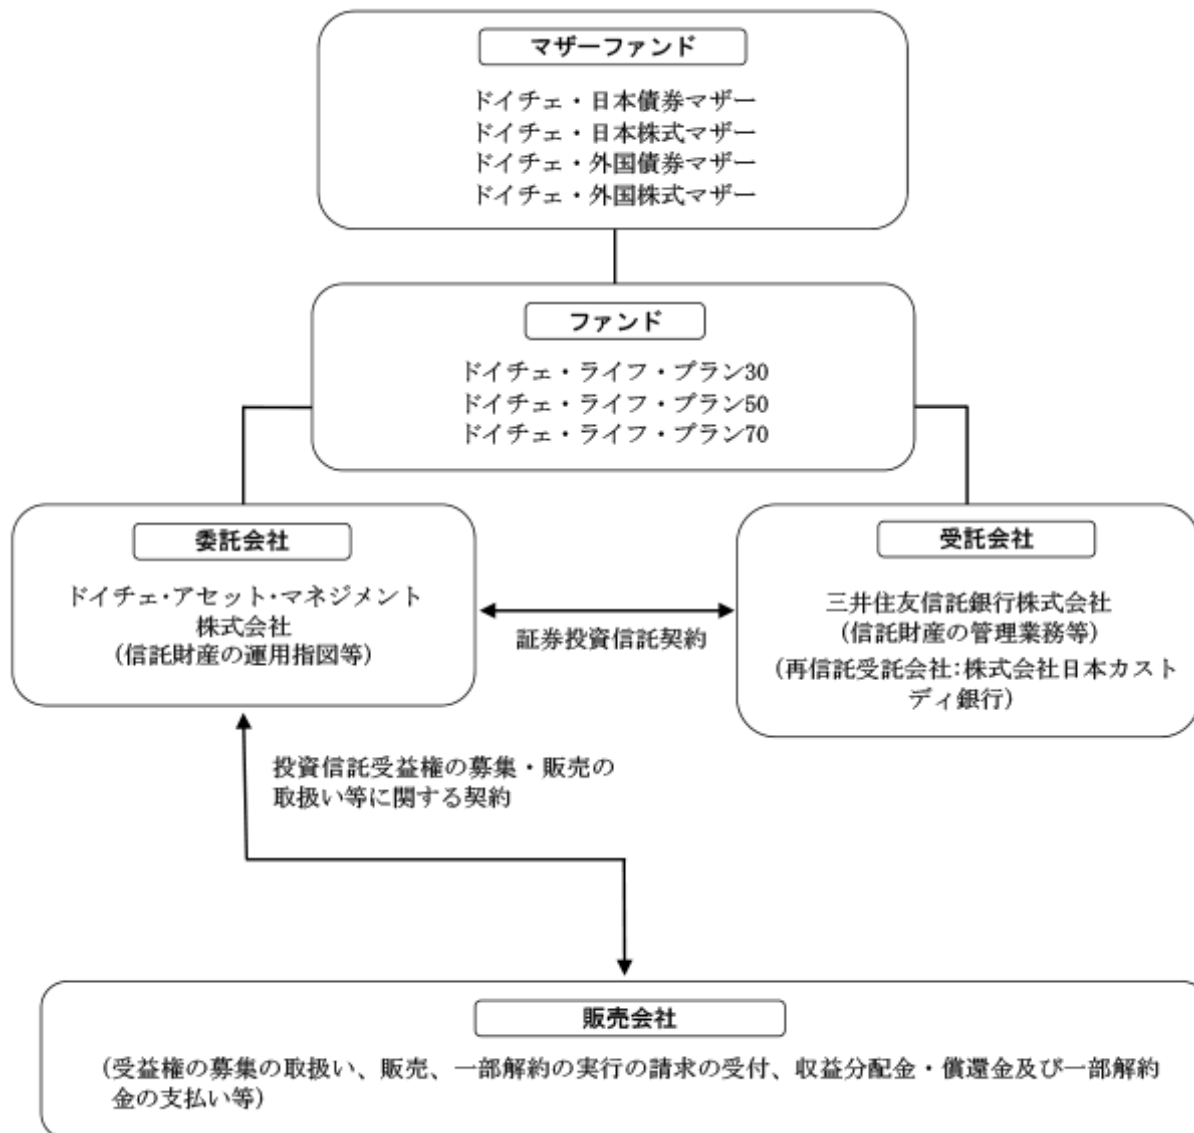 マザーファンド
ドイチェ・日本債券マザー
ドイチェ・日本株式マザー
ドイチェ・外国債券マザー
ドイチェ・外国株式マザー
ファンド
ドイチェ・ライフ・プラン30
ドイチェ・ライフ・プラン50
ドイチェ・ライフ・プラン70
委託会社
ドイチェ・アセット・マネジメント
株式会社
(信託財産の運用指図等)
証券投資信託契約
受託会社
三井住友信託銀行株式会社
(信託財産の管理業務等)
(再信託受託会社:株式会社日本カスト
ディ銀行)
投資信託受益権の募集・販売の
取扱い等に関する契約
販売会社
(受益権の募集の取扱い、販売、一部解約の実行の請求の受付、収益分配金・償還金及び一部解約
金の支払い等)